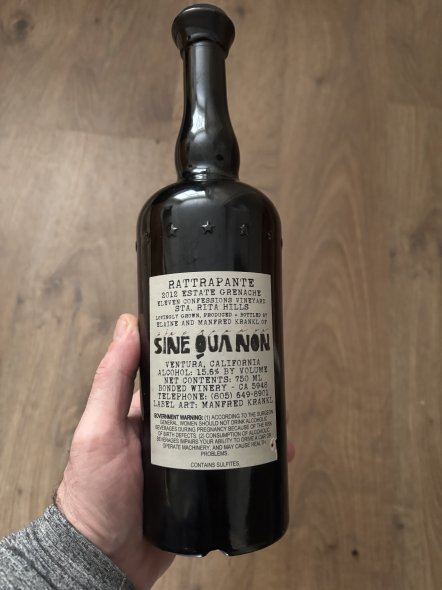 RATTRAPANTE
2012 ESTATE GRENACHE
ELEVEN CONFESSIONS VINEYARD
STA. RITA HILLS
LOVINGLY GROWN, PRODUCED + BOTTLED BY
ELAINE AND MANFRED KRANKL OF
SINE QUA NON
VENTURA, CALIFORNIA
ALCOHOL: 15.6% BY VOLUME
NET CONTENTS: 750 ML
BONDED WINERY - CA 5948
TELEPHONE: (805) 649-8901
LABEL ART: MANFRED KRANKL
GOVERNMENT WARNING: (1) ACCORDING TO THE SURGEON
GENERAL, WOMEN SHOULD NOT DRINK ALCOHOLIC
BEVERAGES DURING PREGNANCY BECAUSE OF THE RISK
OF BIRTH DEFECTS. (2) CONSUMPTION OF ALCOHOLIC
BEVERAGES IMPAIRS YOUR ABILITY TO DRIVE A CAR OR
OPERATE MACHINERY, AND MAY CAUSE HEALTH
PROBLEMS.
CONTAINS SULFITES